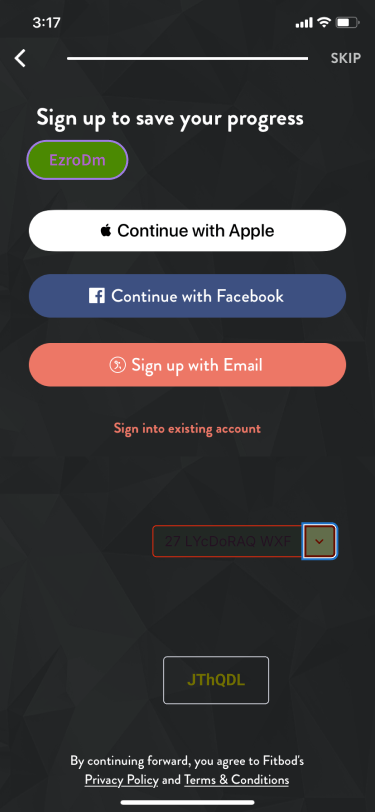 3:17
SKIP
Sign up to save your progress
EzroDm
Continue with Apple
Continue with Facebook
Sign up with Email
Sign into existing account
27 LYcDoRAQ WXF
JThQDL
By continuing forward, you agree to Fitbod's
Privacy Policy and Terms & Conditions